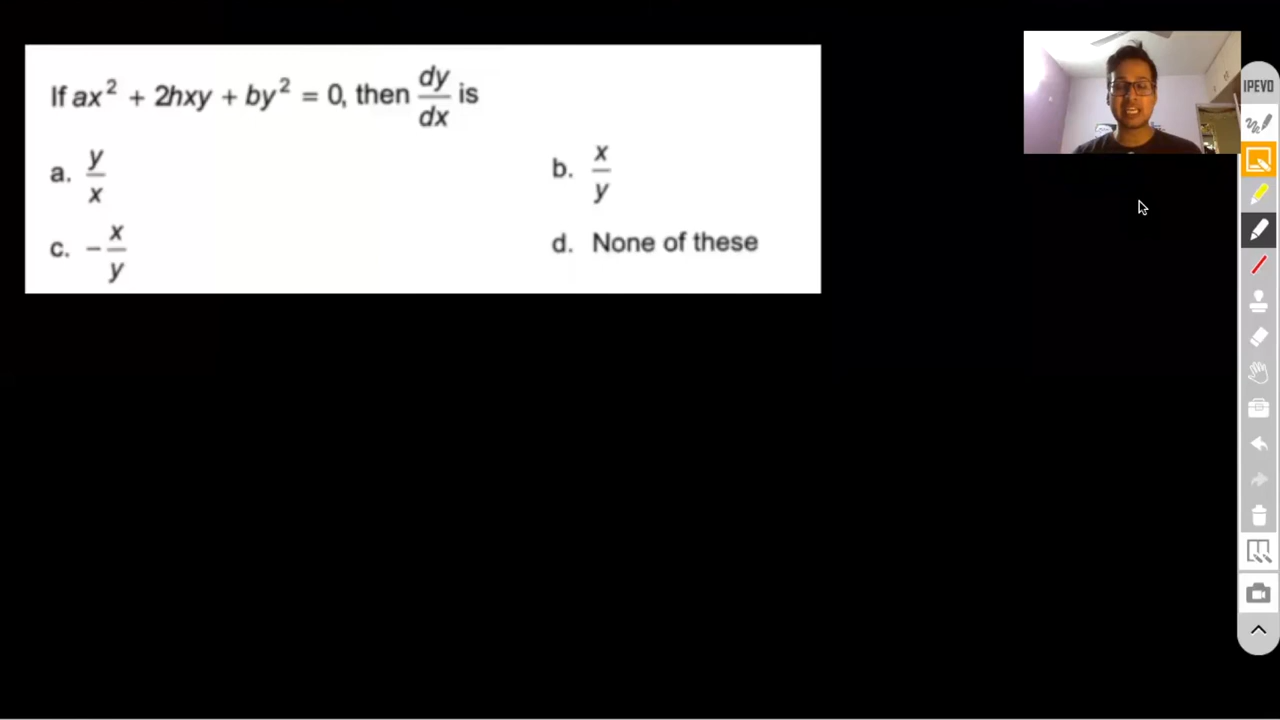 If ax² + 2hxy + by² = 0, then dy/dx is
a. y/x
b. x/y
c. −x/y
d. None of these
IPEVO